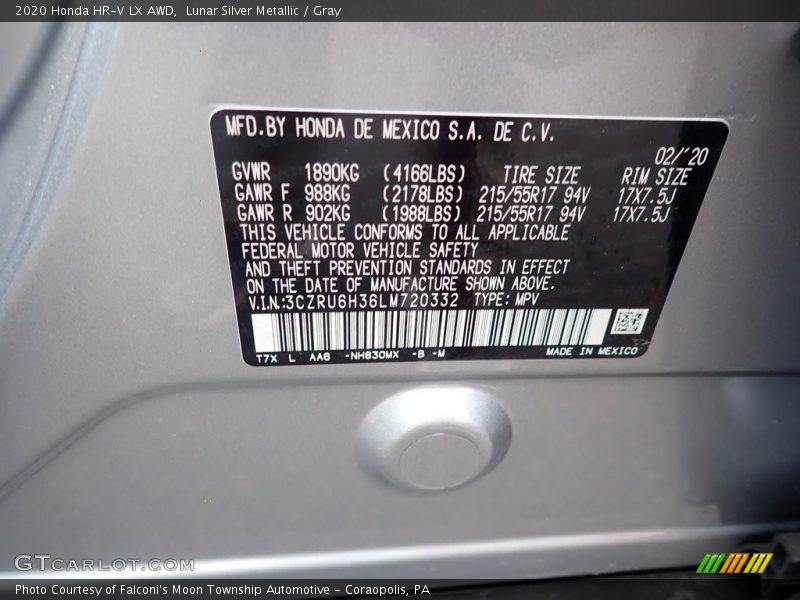 2020 Honda HR-V LX AWD, Lunar Silver Metallic / Gray
MFD.BY HONDA DE MEXICO S.A. DE C.V.
02/'20
GVWR 1890KG (4166LBS) TIRE SIZE RIM SIZE
GAWR F 988KG (2178LBS) 215/55R17 94V 17X7.5J
GAWR R 902KG (1988LBS) 215/55R17 94V 17X7.5J
THIS VEHICLE CONFORMS TO ALL APPLICABLE
FEDERAL MOTOR VEHICLE SAFETY
AND THEFT PREVENTION STANDARDS IN EFFECT
ON THE DATE OF MANUFACTURE SHOWN ABOVE.
V.I.N.:3CZRU6H36LM720332 TYPE: MPV
T7X L AA6 -NH830MX -B -M MADE IN MEXICO
GTCARLOT.COM
Photo Courtesy of Falconi's Moon Township Automotive - Coraopolis, PA